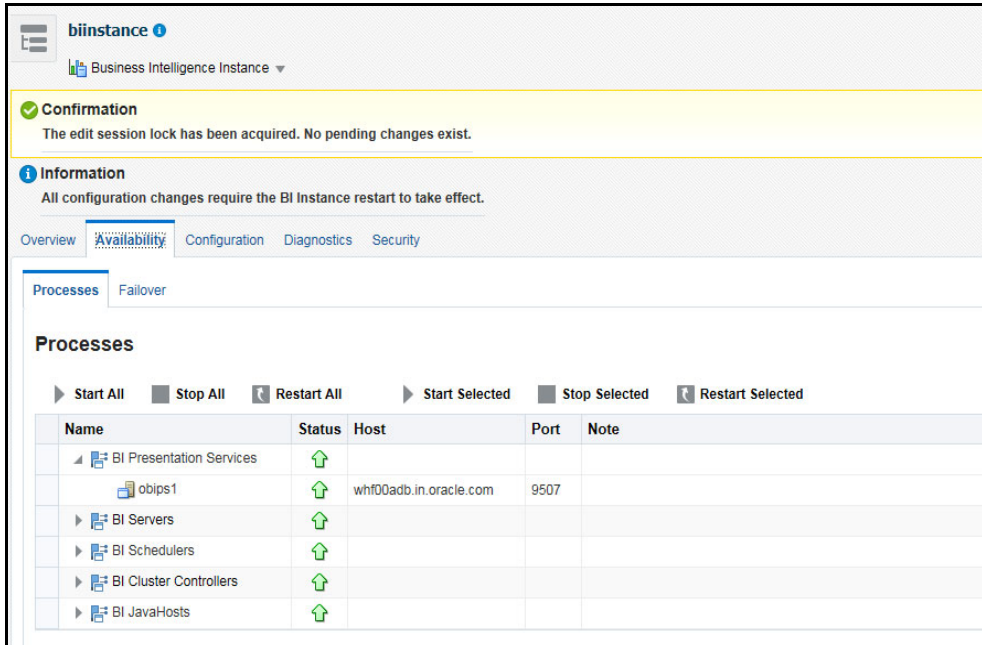 biinstance
Business Intelligence Instance
Confirmation
The edit session lock has been acquired. No pending changes exist.
Information
All configuration changes require the BI Instance restart to take effect.
Overview Availability Configuration Diagnostics Security
Processes Failover
Processes
Start All Stop All Restart All Start Selected Stop Selected Restart Selected
Name Status Host Port Note
BI Presentation Services
obips1 whf00adb.in.oracle.com 9507
BI Servers
BI Schedulers
BI Cluster Controllers
BI JavaHosts